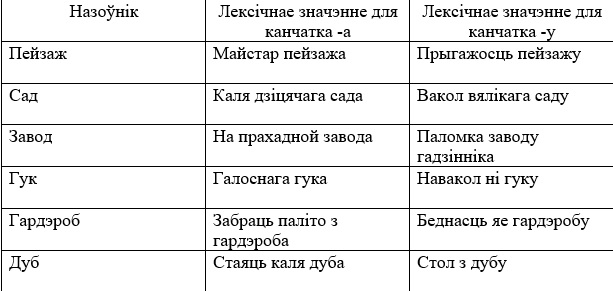 Назоўнік Лексічнае значэнне для Лексічнае значэнне для
канчатка -а канчатка -у
Пейзаж Майстар пейзажа Прыгажосць пейзажу
Сад Каля дзіцячага сада Вакол вялікага саду
Завод На прахадной завода Паломка заводу
гадзінніка
Гук Галоснага гука Навакол ні гуку
Гардэроб Забраць паліто з Беднасць яе гардэробу
гардэроба
Дуб Стаяць каля дуба Стол з дубу